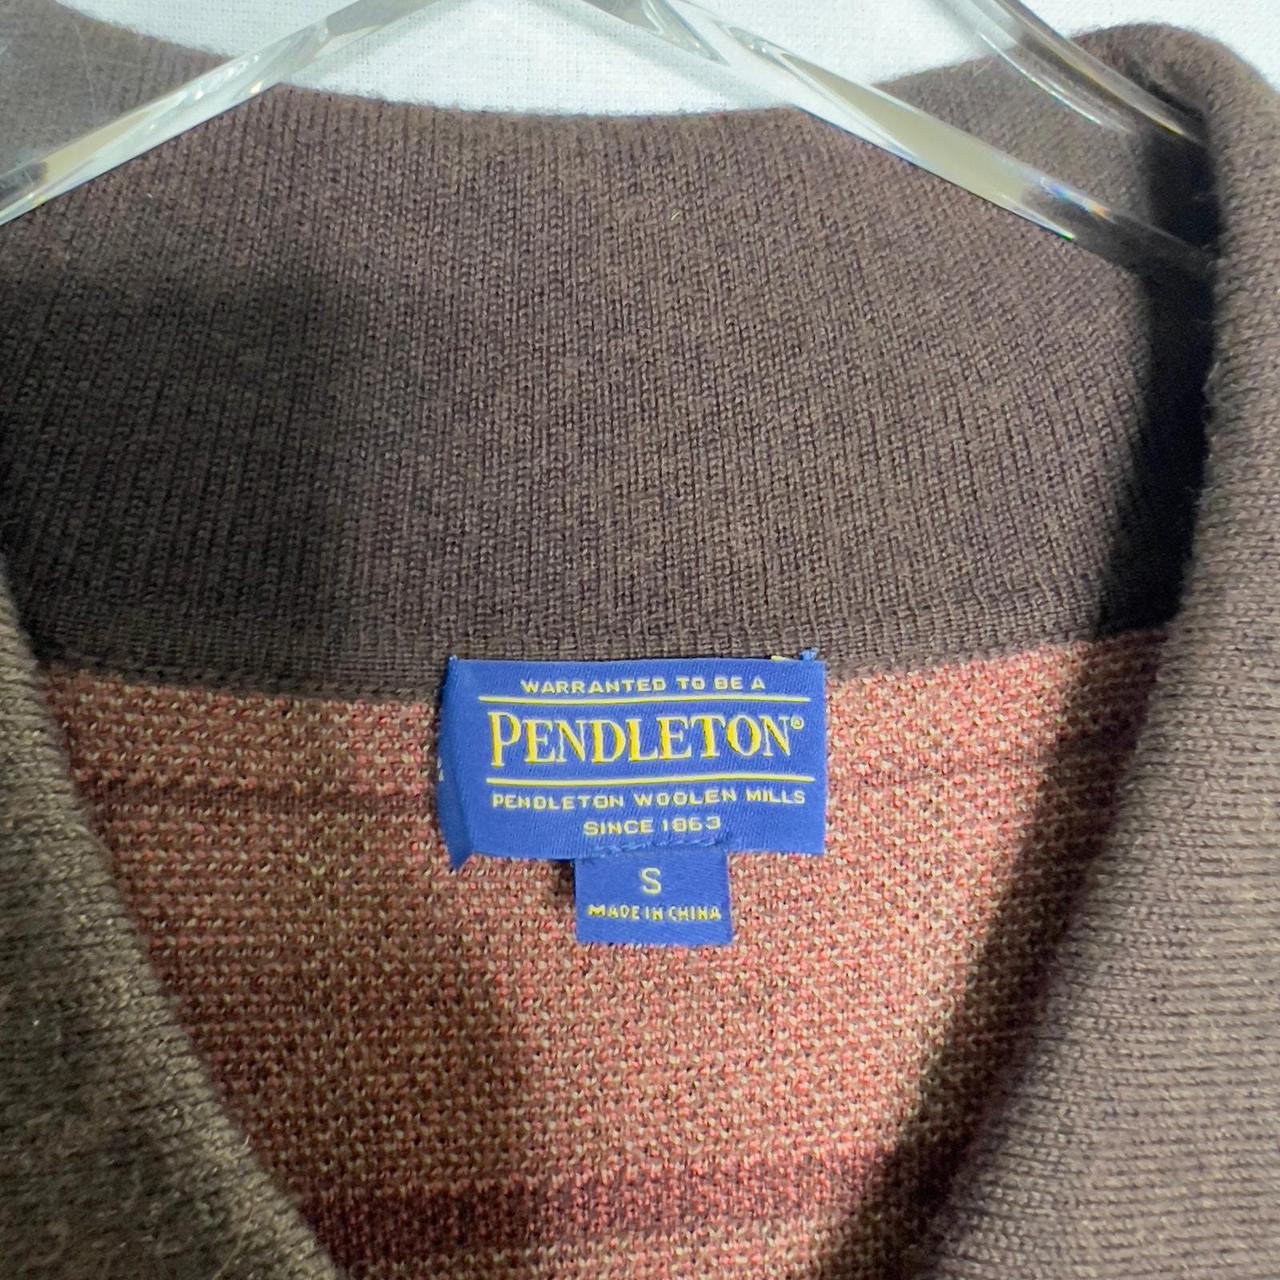 WARRANTED TO BE A
PENDLETON®
PENDLETON WOOLEN MILLS
SINCE 1863
S
MADE IN CHINA